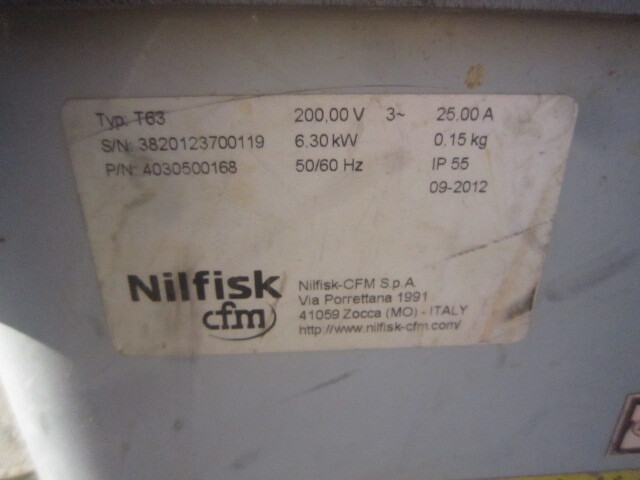 Typ. T63 200,00 V 3~ 25.00 A
S/N: 3820123700119 6.30 kW 0.15 kg
P/N: 4030500168 50/60 Hz IP 55
09-2012
Nilfisk
cfm
Nilfisk-CFM S.p.A.
Via Porrettana 1991
41059 Zocca (MO) - ITALY
http://www.nilfisk-cfm.com/